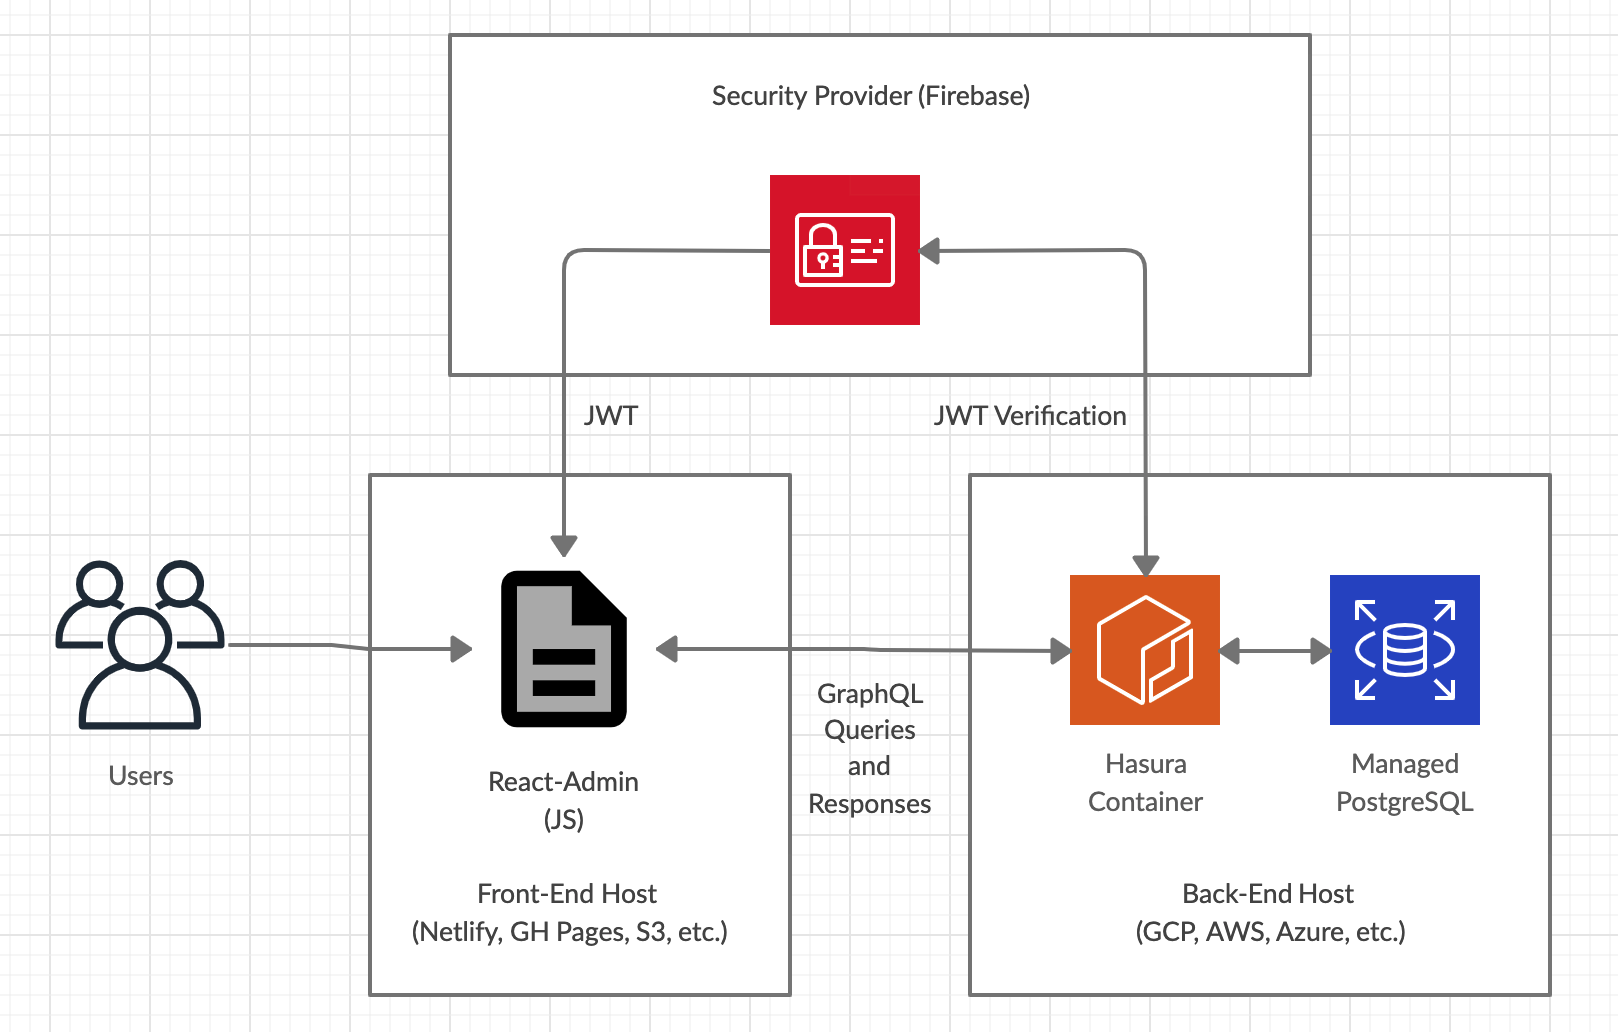 Security Provider (Firebase)
JWT
JWT Verification
Users
React-Admin
(JS)
Front-End Host
(Netlify, GH Pages, S3, etc.)
GraphQL
Queries
and
Responses
Hasura
Container
Managed
PostgreSQL
Back-End Host
(GCP, AWS, Azure, etc.)